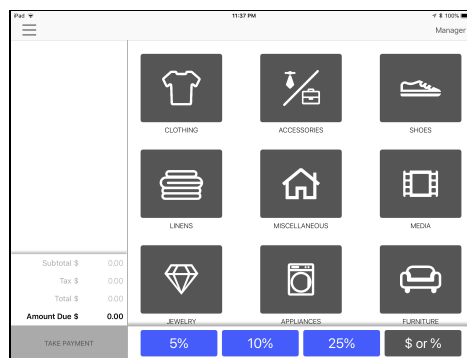 iPad 11:37 PM 100%
Manager
CLOTHING ACCESSORIES SHOES
LINENS MISCELLANEOUS MEDIA
JEWELRY APPLIANCES FURNITURE
Subtotal $ 0.00
Tax $ 0.00
Total $ 0.00
Amount Due $ 0.00
TAKE PAYMENT 5% 10% 25% $ or %